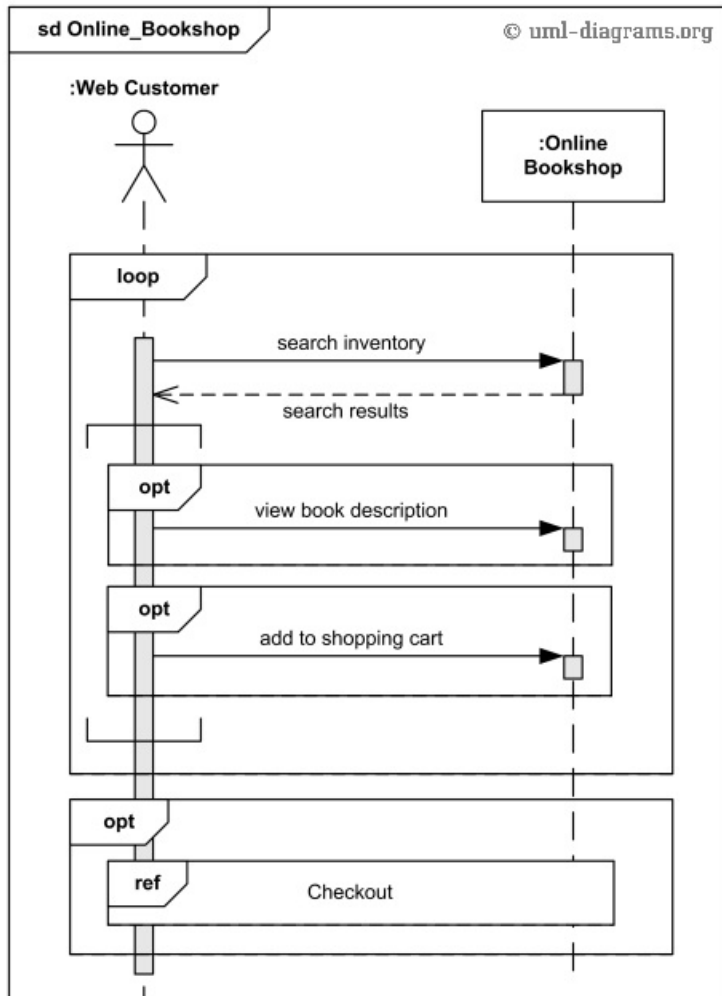 sd Online_Bookshop
© uml-diagrams.org
:Web Customer
:Online
Bookshop
loop
search inventory
search results
opt
view book description
opt
add to shopping cart
opt
ref
Checkout